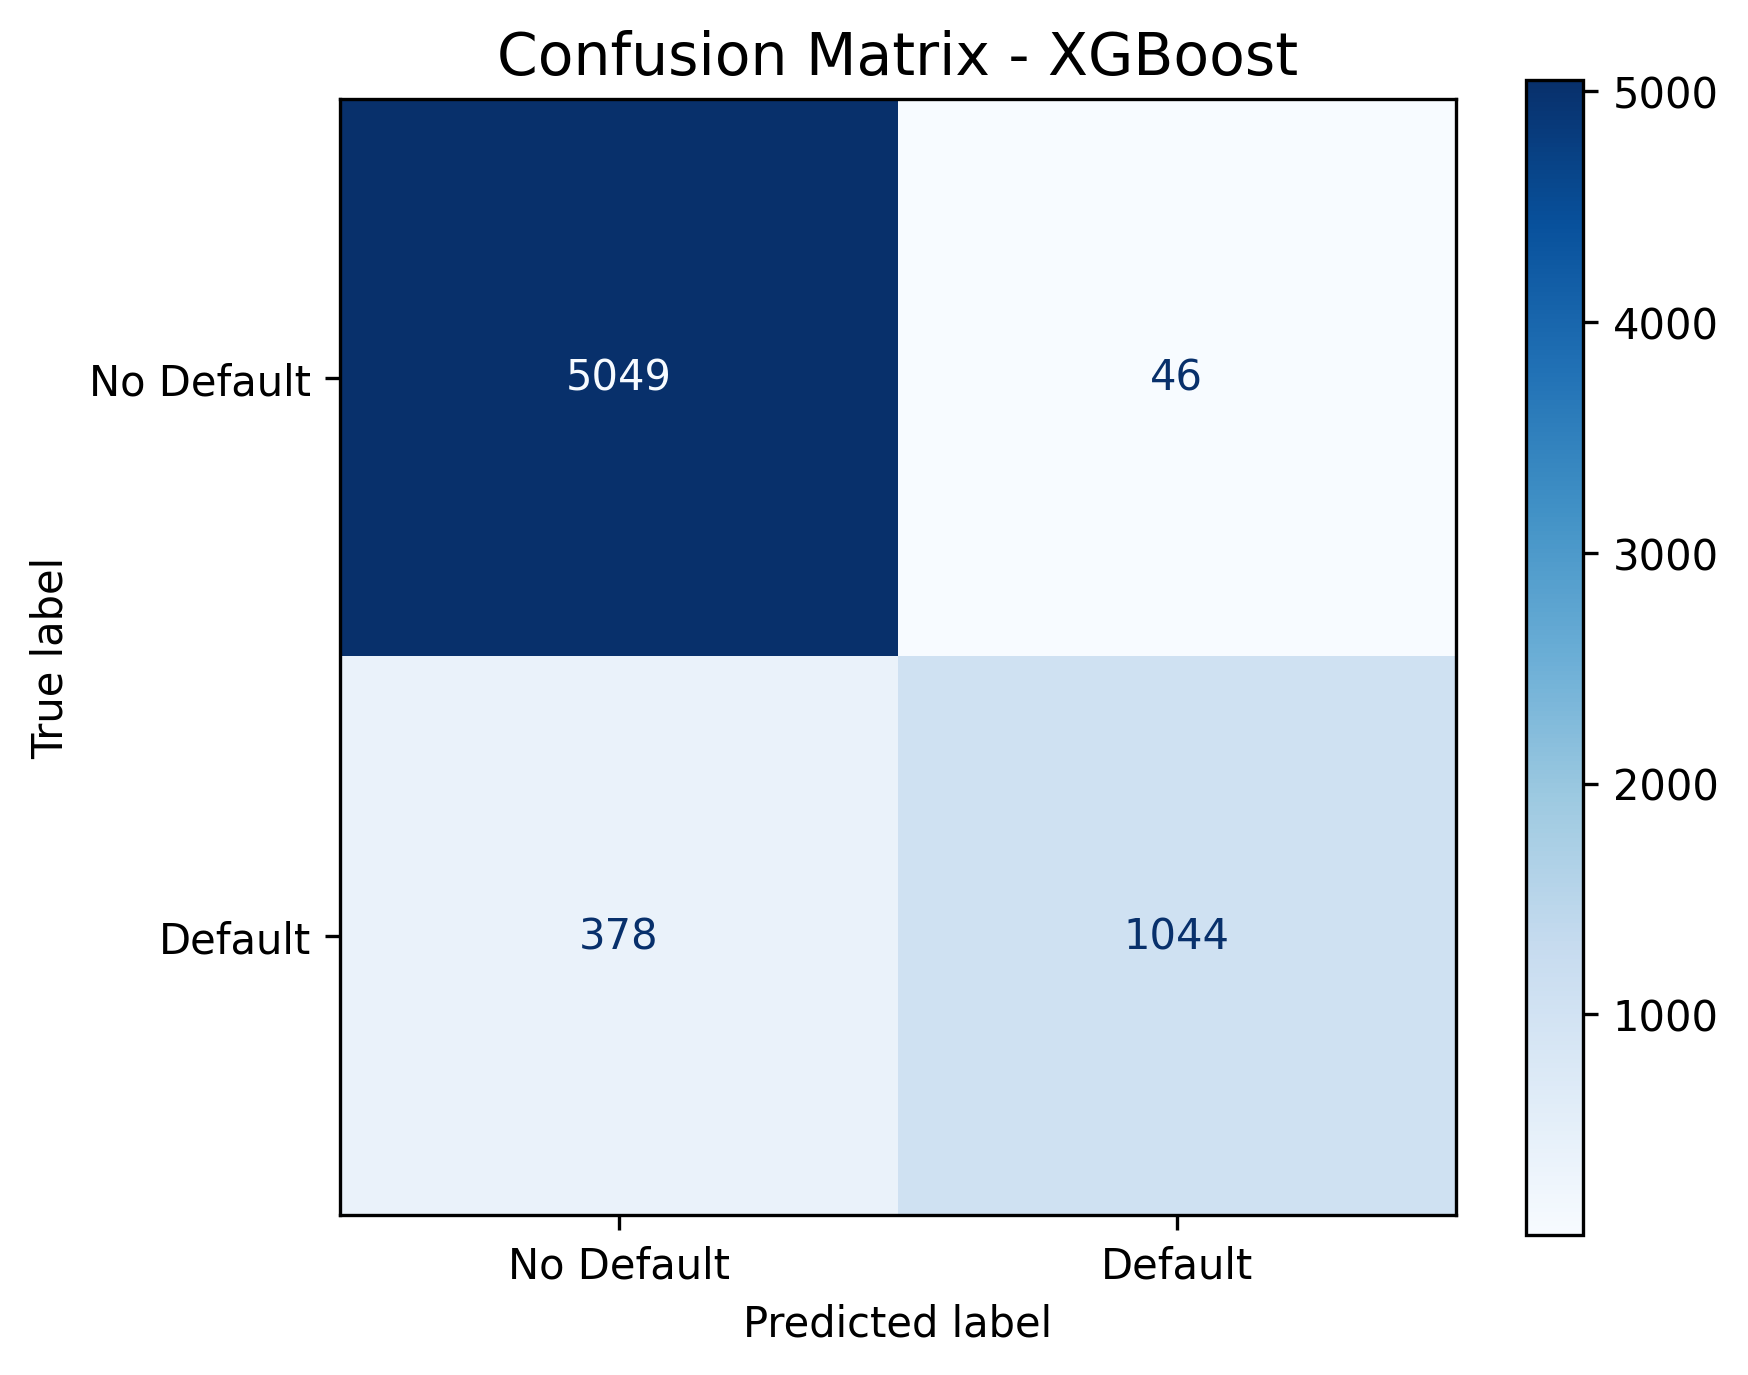 Confusion Matrix - XGBoost
5049
46
378
1044
No Default
Default
True label
No Default
Default
Predicted label
5000
4000
3000
2000
1000